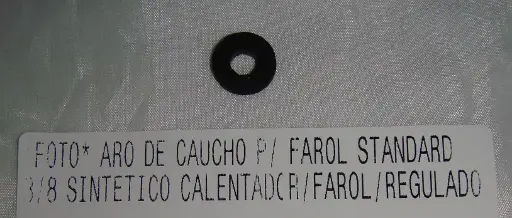 FOTO* ARO DE CAUCHO P/ FAROL STANDARD
3/8 SINTETICO CALENTADOR/FAROL/REGULADO